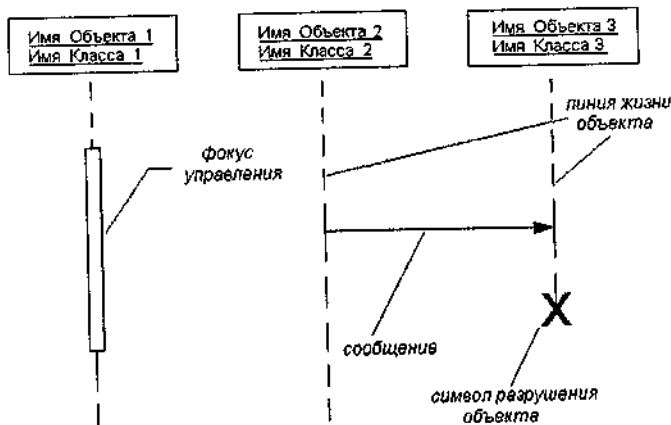 Имя Объекта 1
Имя Класса 1
Имя Объекта 2
Имя Класса 2
Имя Объекта 3
Имя Класса 3
линия жизни
объекта
фокус
управления
сообщение
X
символ разрушения
объекта